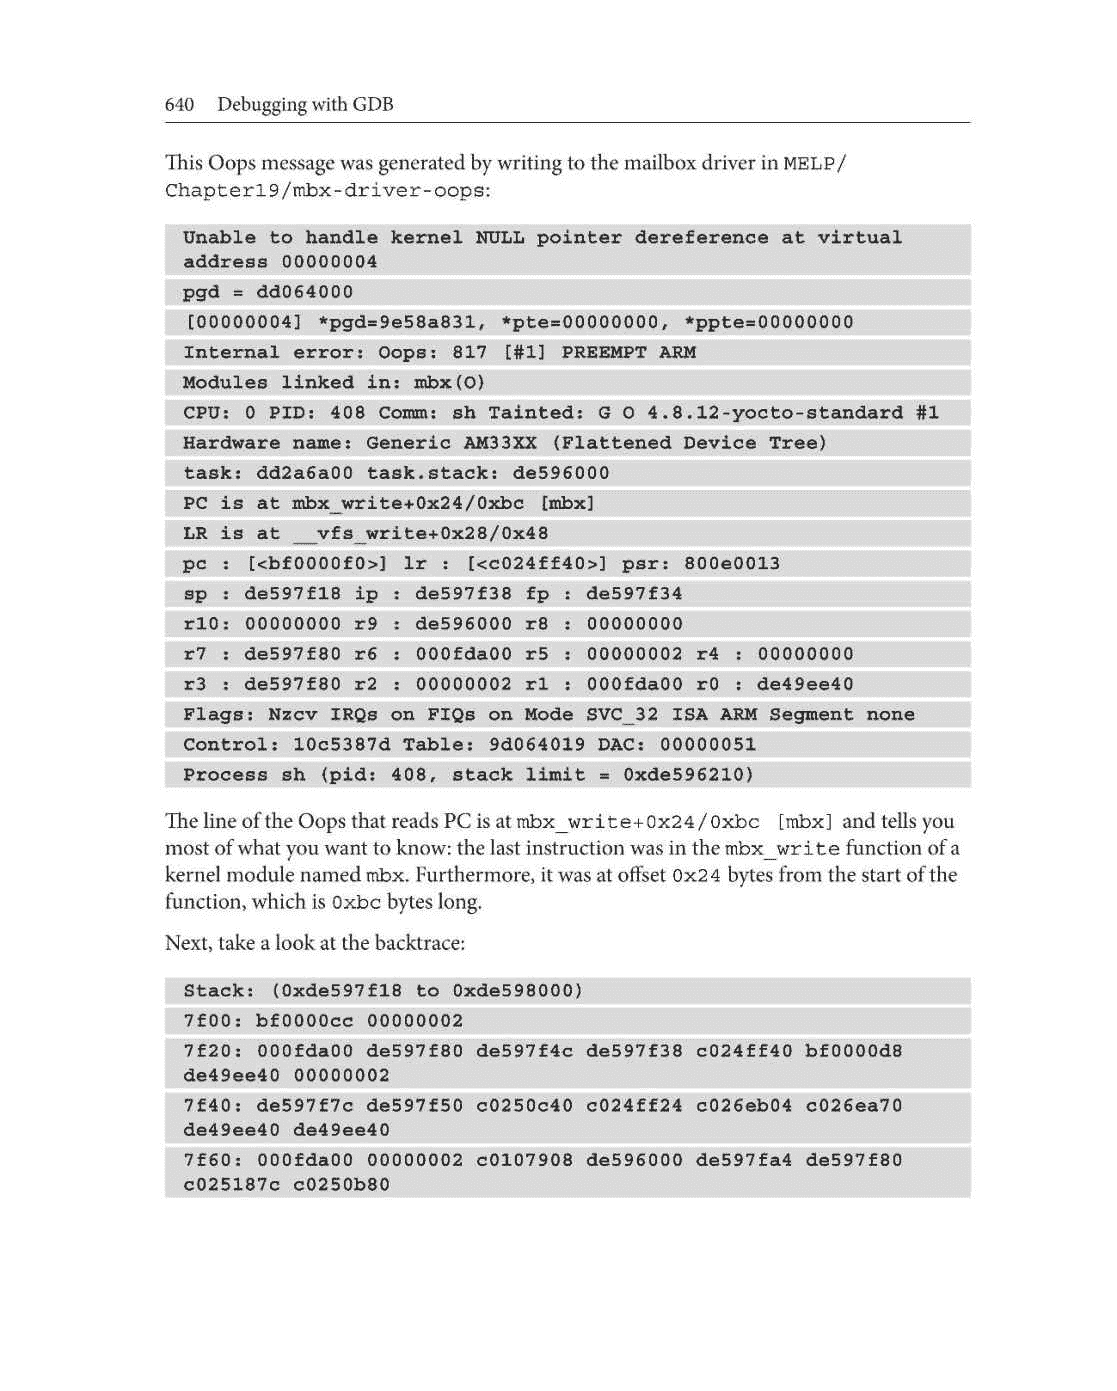 640 Debugging with GDB
This Oops message was generated by writing to the mailbox driver in MELP/
Chapter19/mbx-driver-oops:
Unable to handle kernel NULL pointer dereference at virtual
address 00000004
pgd = dd064000
[00000004] *pgd=9e58a831, *pte=00000000, *ppte=00000000
Internal error: Oops: 817 [#1] PREEMPT ARM
Modules linked in: mbx(O)
CPU: 0 PID: 408 Comm: sh Tainted: G O 4.8.12-yocto-standard #1
Hardware name: Generic AM33XX (Flattened Device Tree)
task: dd2a6a00 task.stack: de596000
PC is at mbx_write+0x24/0xbc [mbx]
LR is at __vfs_write+0x28/0x48
pc : [<bf0000f0>] lr : [<c024ff40>] psr: 800e0013
sp : de597f18 ip : de597f38 fp : de597f34
r10: 00000000 r9 : de596000 r8 : 00000000
r7 : de597f80 r6 : 000fda00 r5 : 00000002 r4 : 00000000
r3 : de597f80 r2 : 00000002 r1 : 000fda00 r0 : de49ee40
Flags: Nzcv IRQs on FIQs on Mode SVC_32 ISA ARM Segment none
Control: 10c5387d Table: 9d064019 DAC: 00000051
Process sh (pid: 408, stack limit = 0xde596210)
The line of the Oops that reads PC is at mbx_write+0x24/0xbc [mbx] and tells you
most of what you want to know: the last instruction was in the mbx_write function of a
kernel module named mbx. Furthermore, it was at offset 0x24 bytes from the start of the
function, which is 0xbc bytes long.
Next, take a look at the backtrace:
Stack: (0xde597f18 to 0xde598000)
7f00: bf0000cc 00000002
7f20: 000fda00 de597f80 de597f4c de597f38 c024ff40 bf0000d8
de49ee40 00000002
7f40: de597f7c de597f50 c0250c40 c024ff24 c026eb04 c026ea70
de49ee40 de49ee40
7f60: 000fda00 00000002 c0107908 de596000 de597fa4 de597f80
c025187c c0250b80